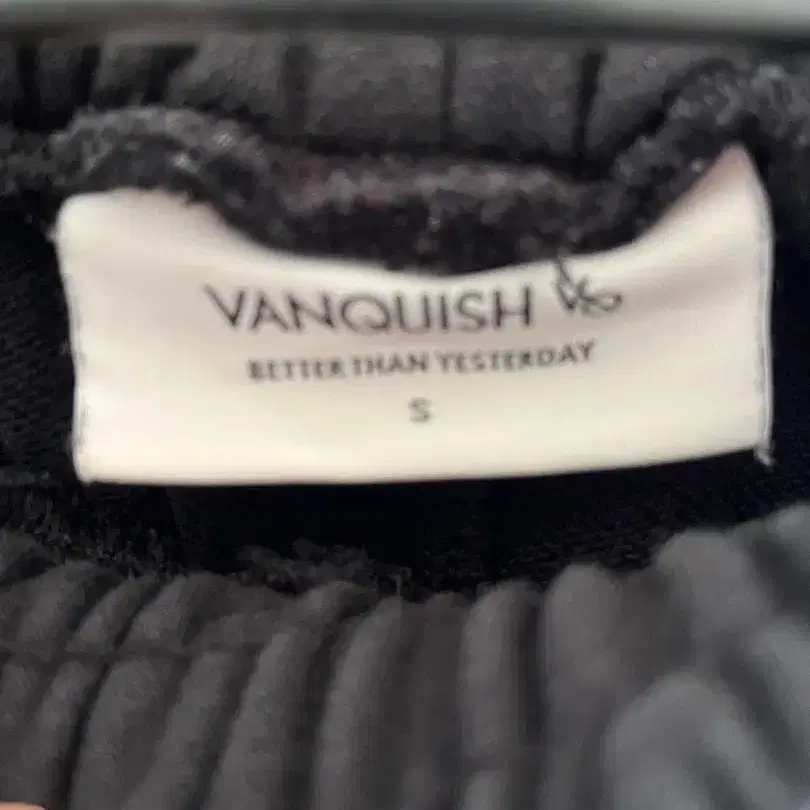 VANQUISH
BETTER THAN YESTERDAY
S